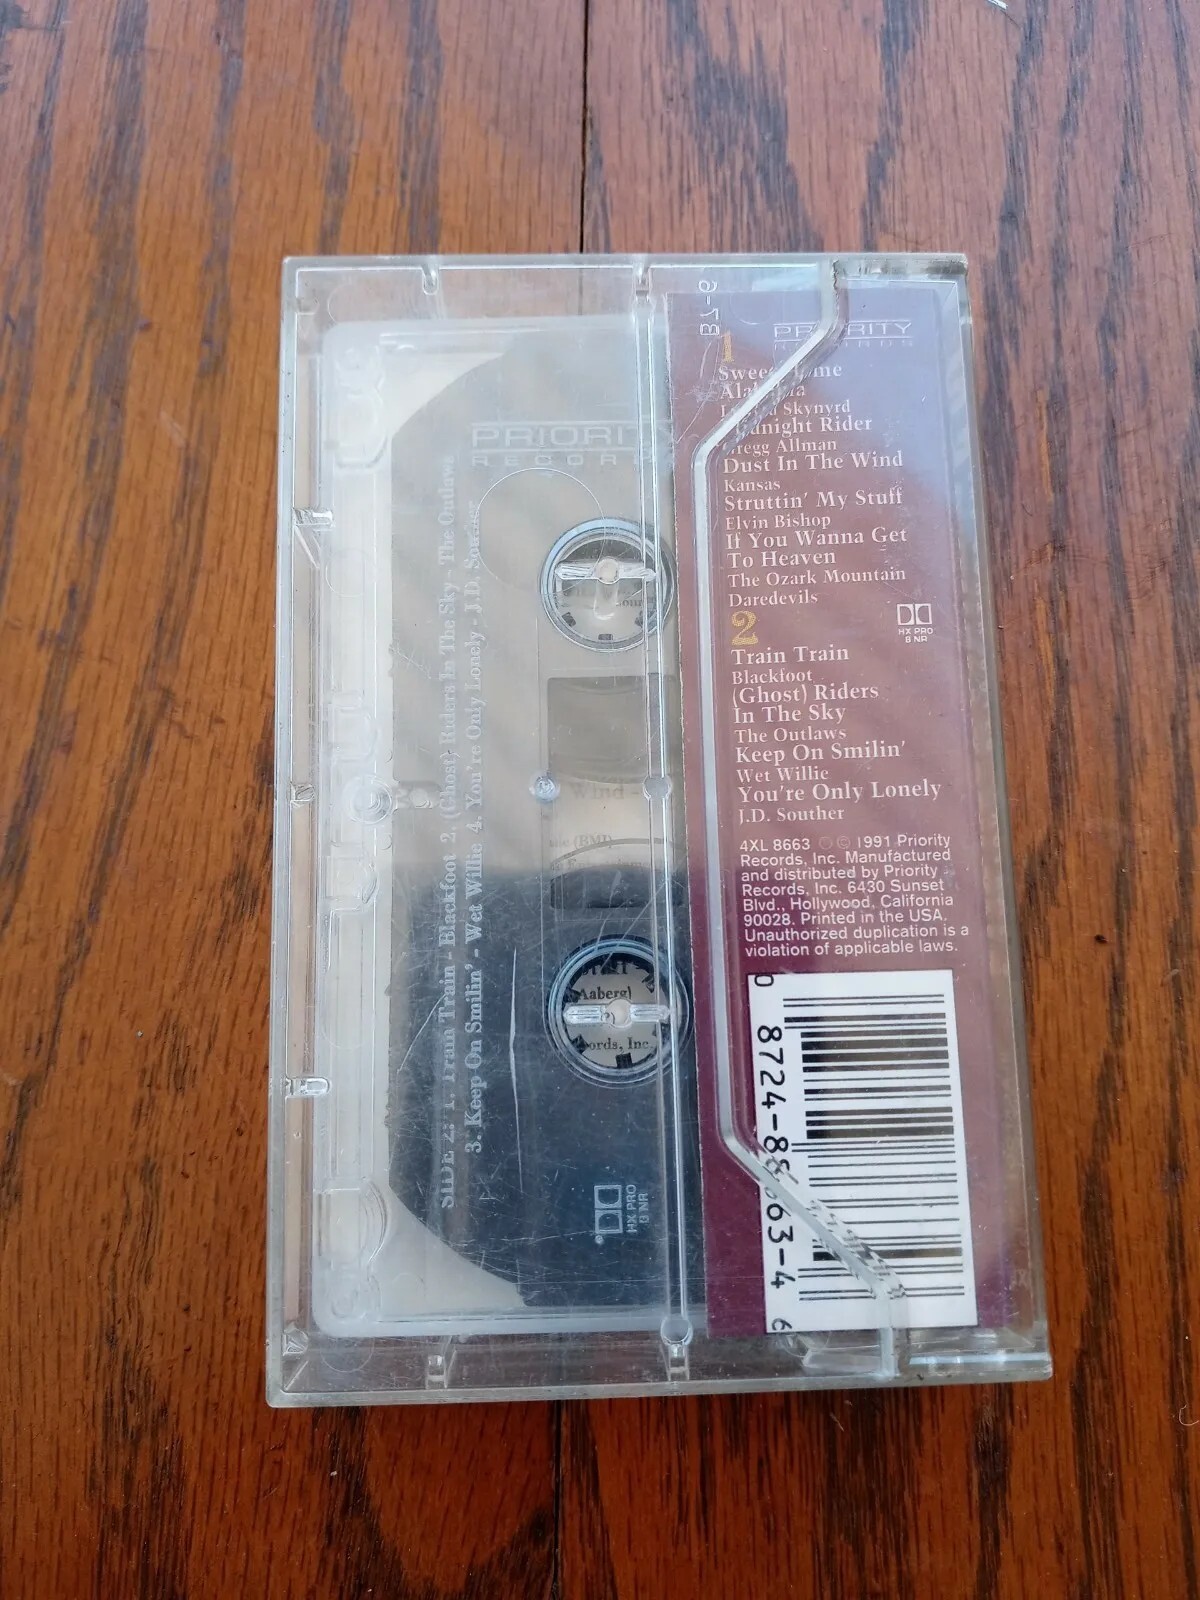 PRIORITY
RECORDS
1
Sweet Home
Alabama
Lynyrd Skynyrd
Midnight Rider
Gregg Allman
Dust In The Wind
Kansas
Struttin' My Stuff
Elvin Bishop
If You Wanna Get
To Heaven
The Ozark Mountain
Daredevils
2
HX PRO
B NR
Train Train
Blackfoot
(Ghost) Riders
In The Sky
The Outlaws
Keep On Smilin'
Wet Willie
You're Only Lonely
J.D. Souther
4XL 8663 ℗ © 1991 Priority
Records, Inc. Manufactured
and distributed by Priority
Records, Inc. 6430 Sunset
Blvd., Hollywood, California
90028. Printed in the USA.
Unauthorized duplication is a
violation of applicable laws.
0 8724-88663-4 6
PRIORITY
RECORDS
SIDE 2: 1. Train Train - Blackfoot 2. (Ghost) Riders In The Sky - The Outlaws
3. Keep On Smilin' - Wet Willie 4. You're Only Lonely - J.D. Souther
HX PRO
B NR
Wind -
(BMI)
Aaberg)
Inc.